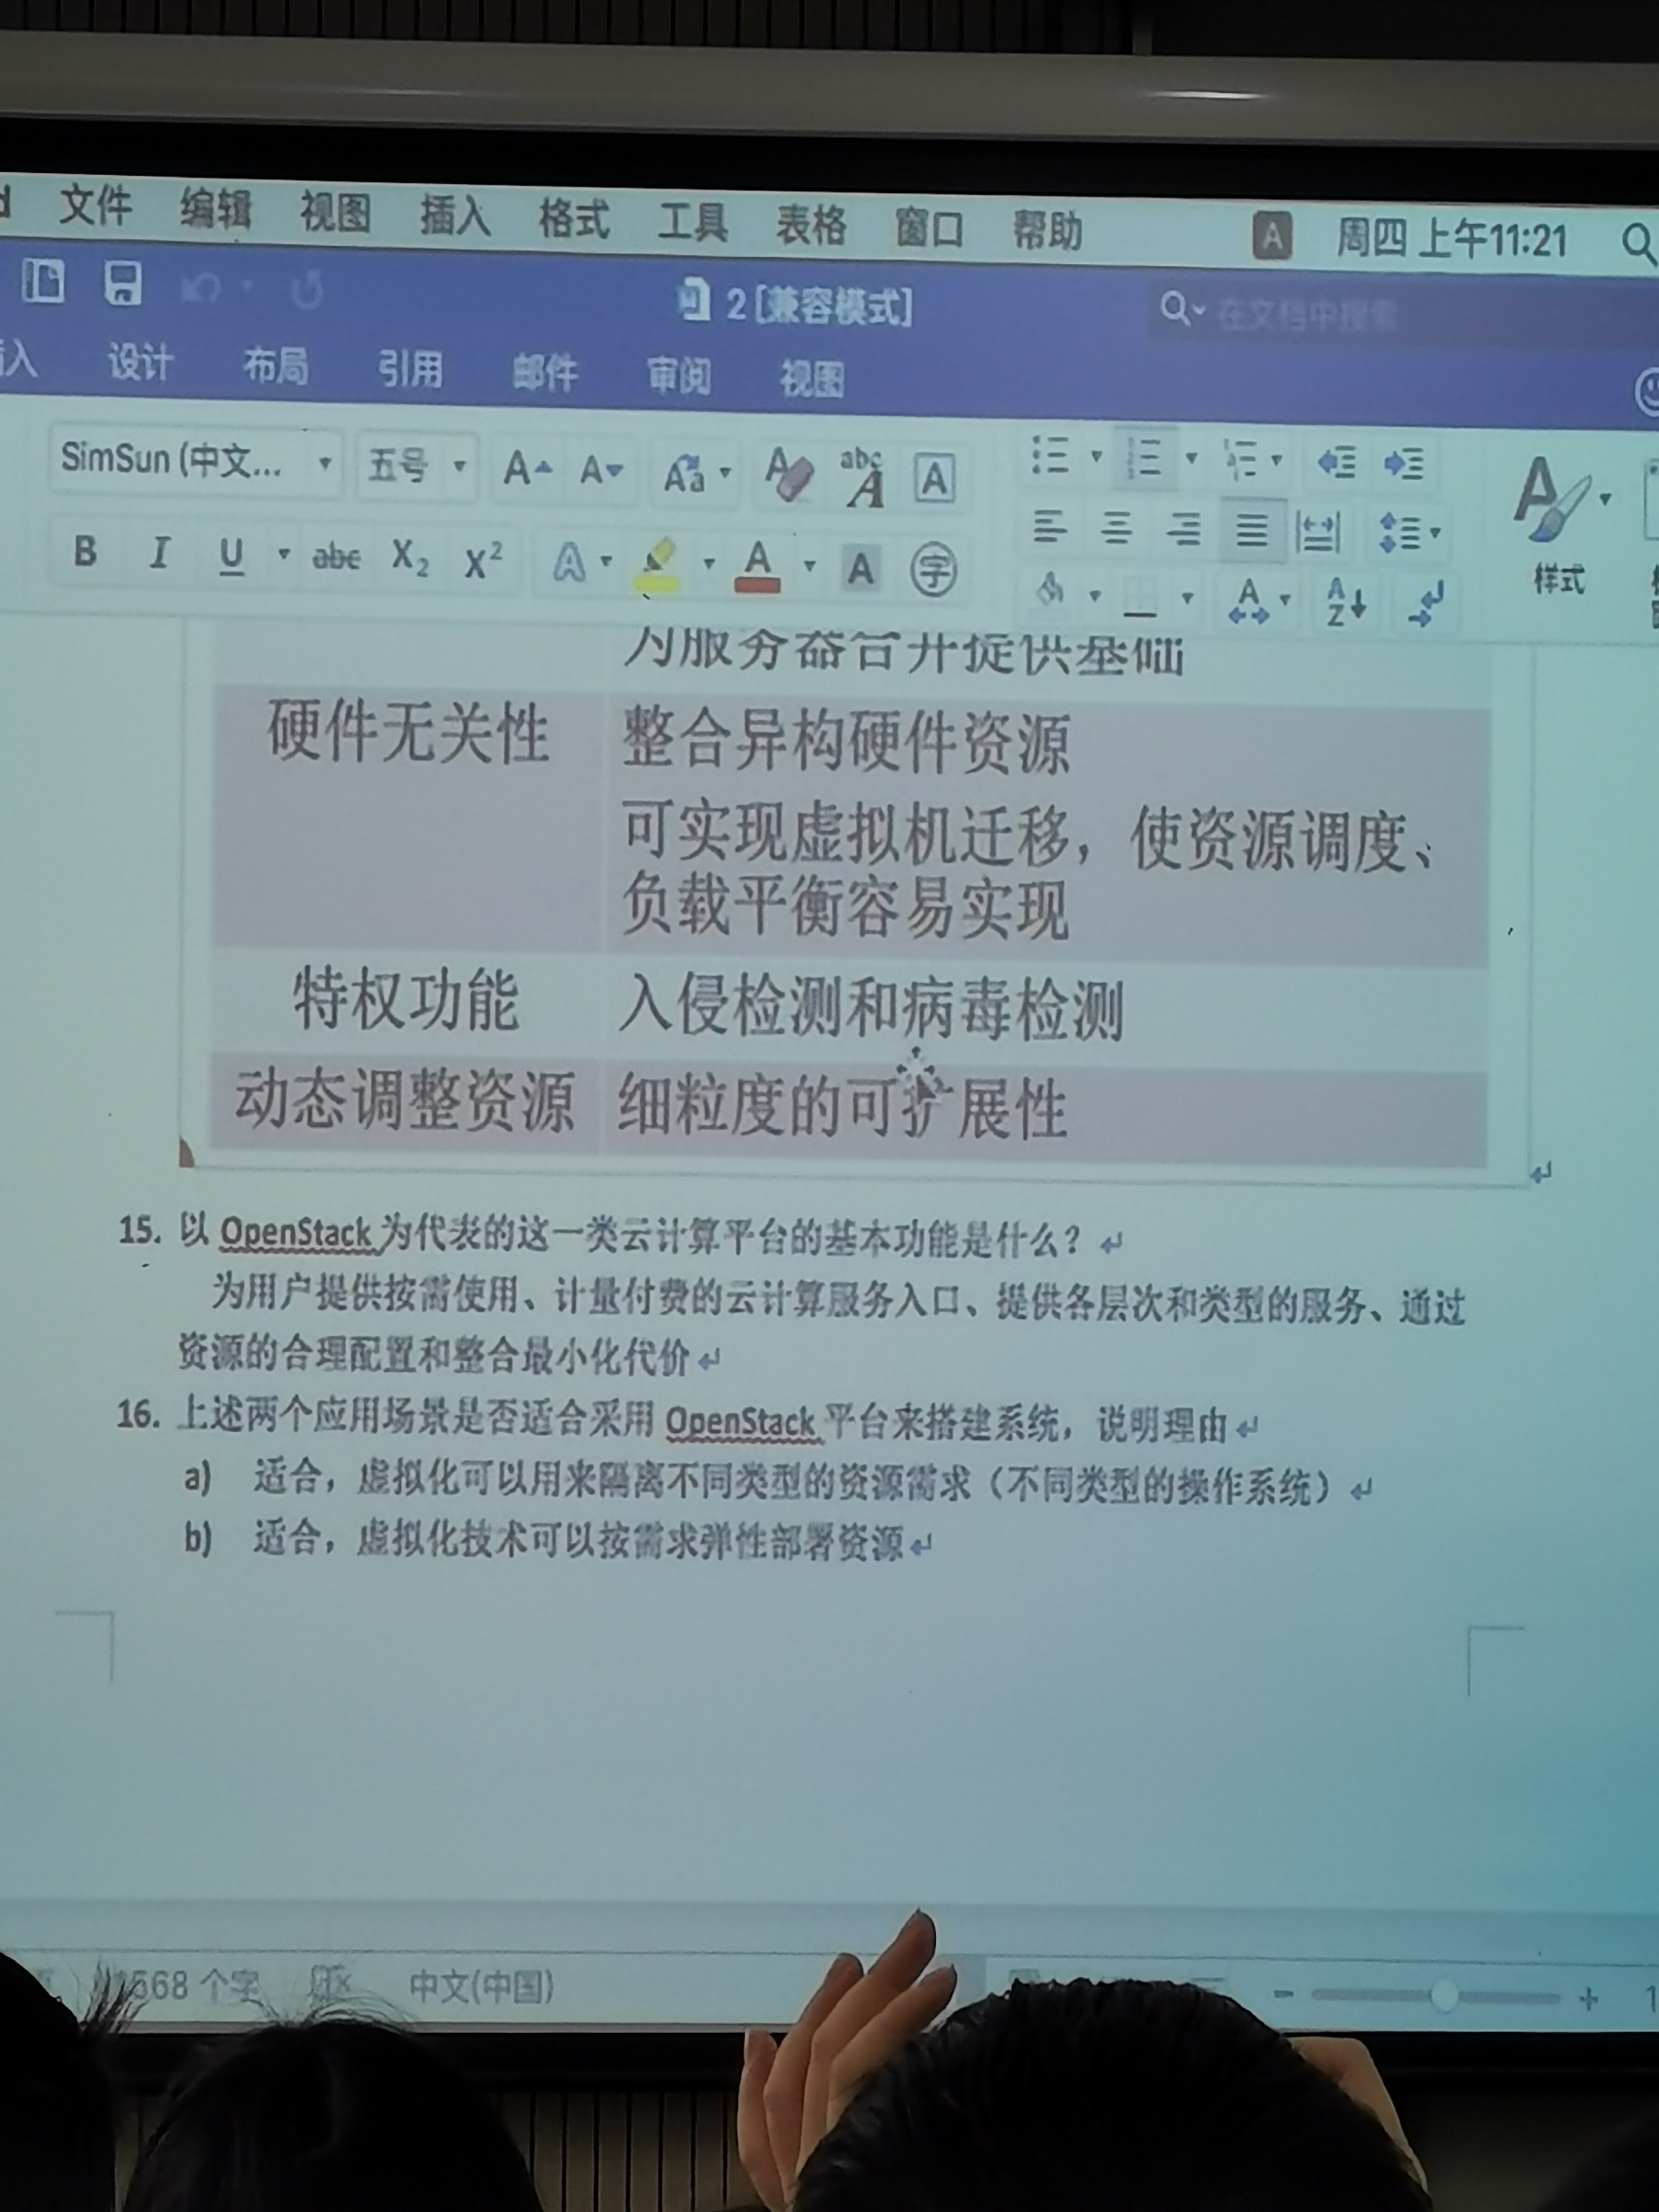 文件 编辑 视图 插入 格式 工具 表格 窗口 帮助 A 周四 上午11:21
2 [兼容模式] 在文档中搜索
入 设计 布局 引用 邮件 审阅 视图
SimSun (中文... 五号 A A Aa A abc A A
B I U abc X₂ X² A A A 字 A A Z 样式
为服务器合并提供基础
硬件无关性 整合异构硬件资源
可实现虚拟机迁移，使资源调度、
负载平衡容易实现
特权功能 入侵检测和病毒检测
动态调整资源 细粒度的可扩展性
15. 以 OpenStack 为代表的这一类云计算平台的基本功能是什么？
为用户提供按需使用、计量付费的云计算服务入口、提供各层次和类型的服务、通过
资源的合理配置和整合最小化代价
16. 上述两个应用场景是否适合采用 OpenStack 平台来搭建系统，说明理由
a) 适合，虚拟化可以用来隔离不同类型的资源需求（不同类型的操作系统）
b) 适合，虚拟化技术可以按需求弹性部署资源
568 个字 中文(中国)